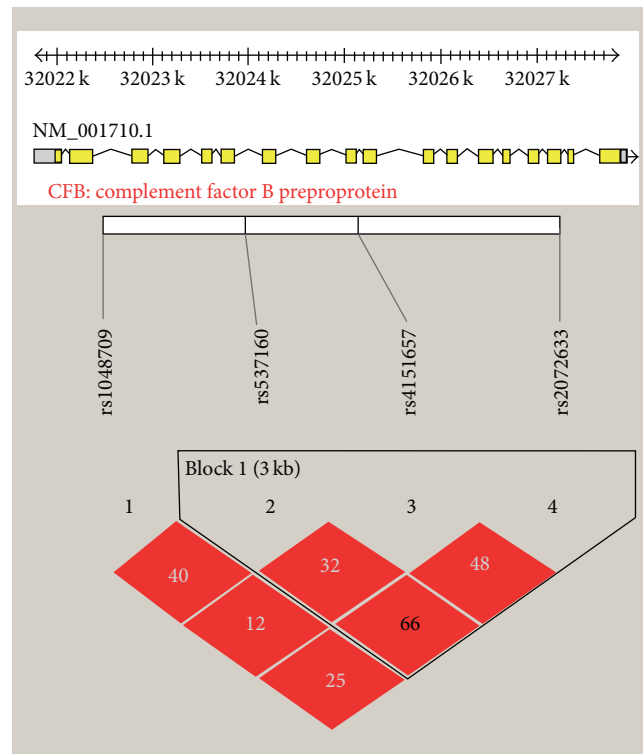 32022 k 32023 k 32024 k 32025 k 32026 k 32027 k
NM_001710.1
CFB: complement factor B preproprotein
rs1048709
rs537160
rs4151657
rs2072633
Block 1 (3 kb)
1 2 3 4
40 32 48
12 66
25